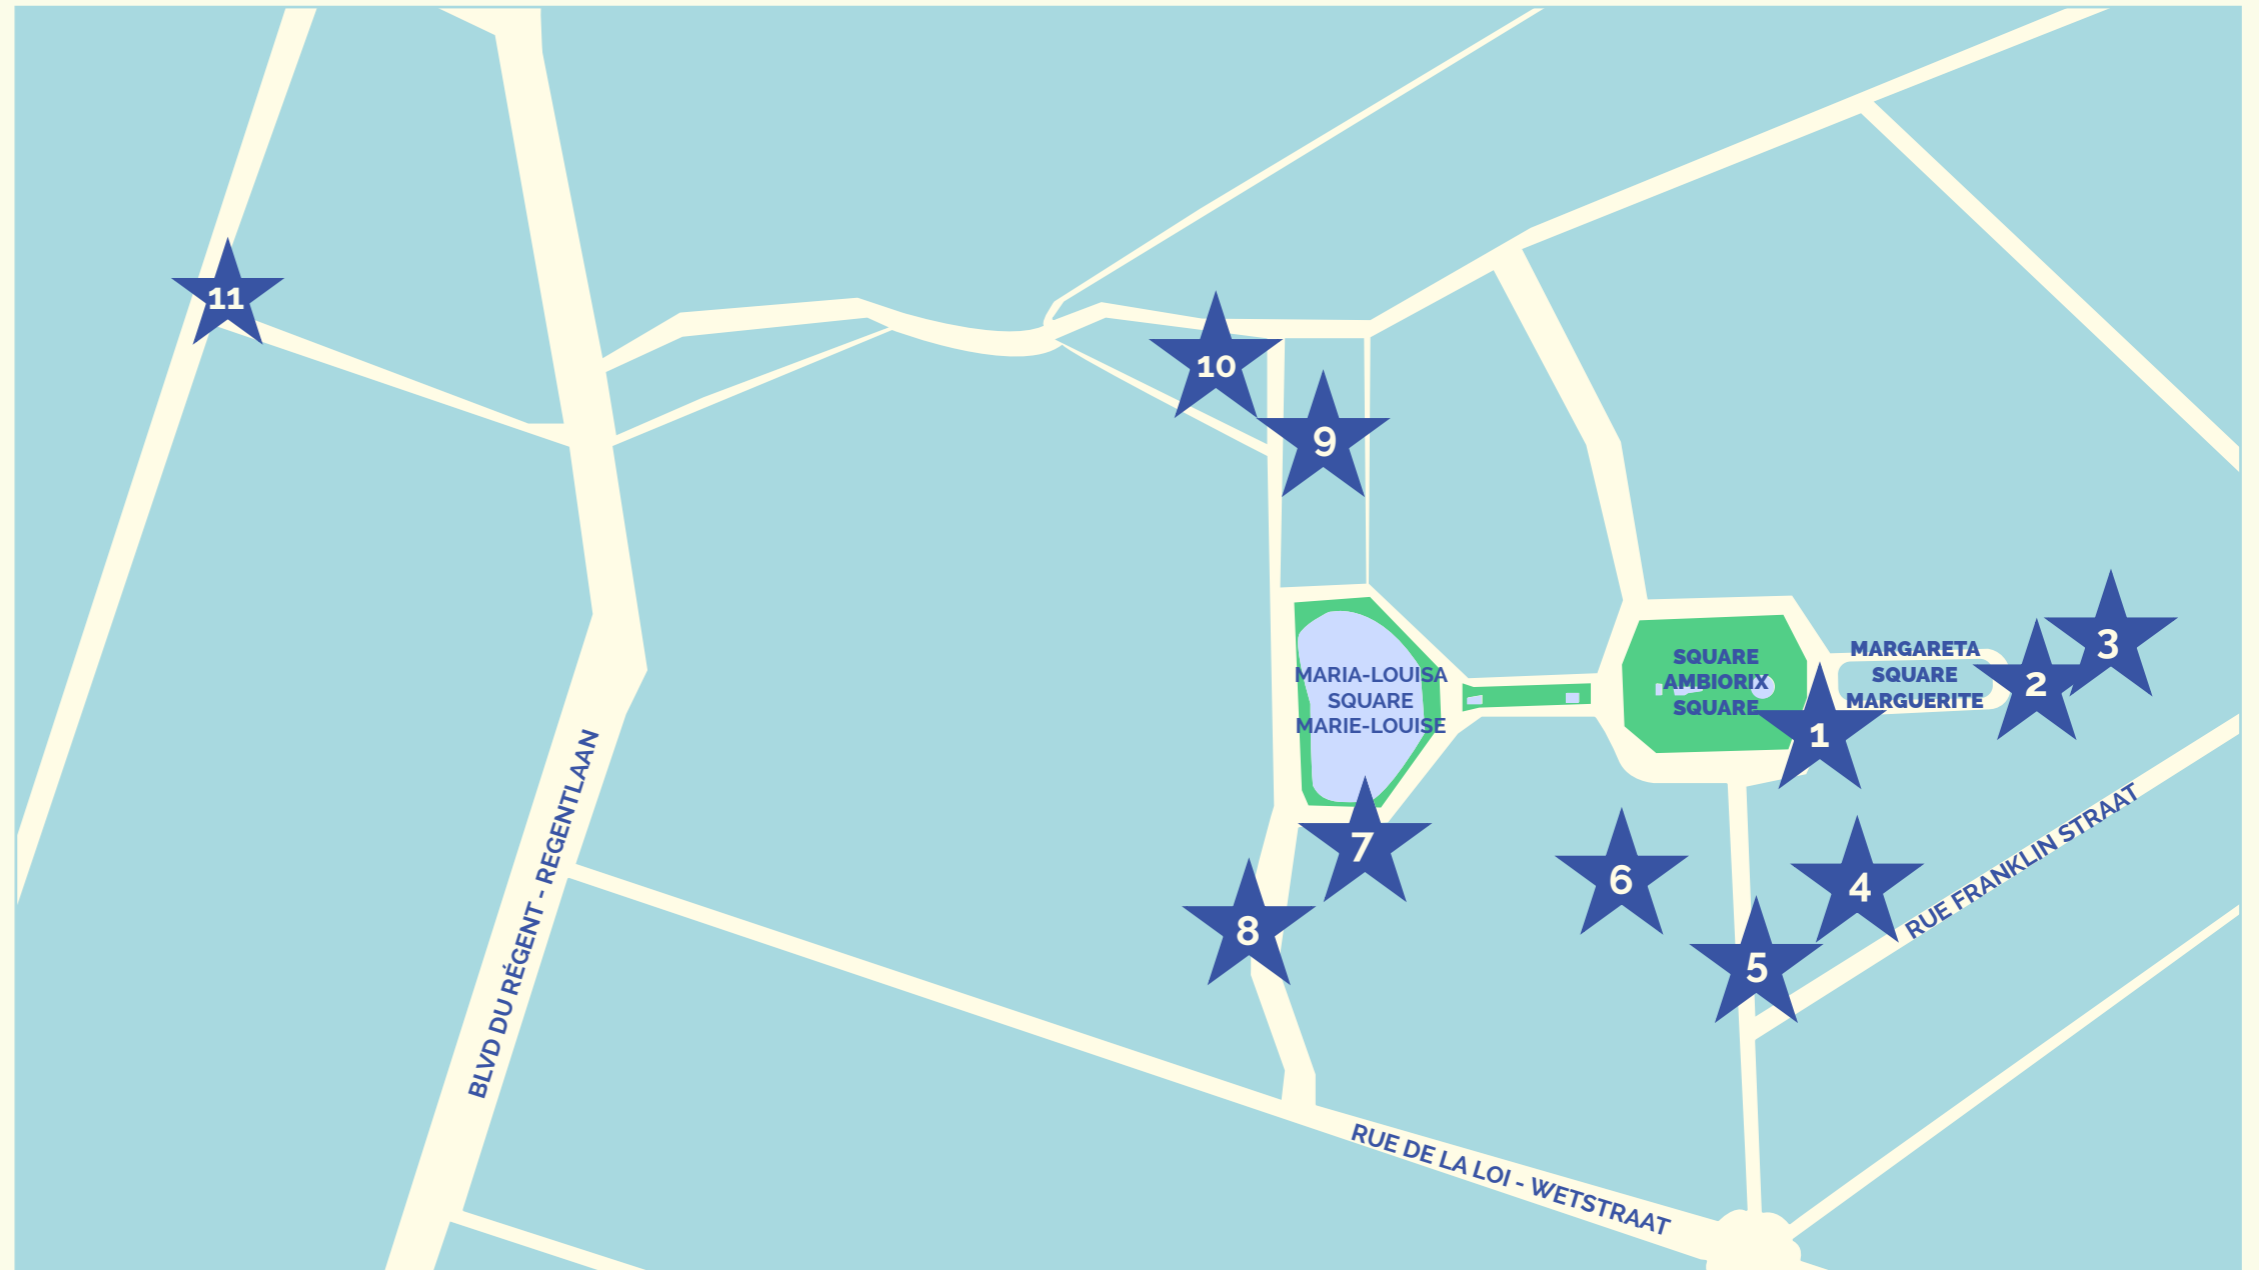 11
10
9
3
MARGARETA
SQUARE
MARGUERITE
2
SQUARE
AMBIORIX
SQUARE
MARIA-LOUISA
SQUARE
MARIE-LOUISE
1
7
6
4
8
5
RUE FRANKLIN STRAAT
BLVD DU RÉGENT - REGENTLAAN
RUE DE LA LOI - WETSTRAAT